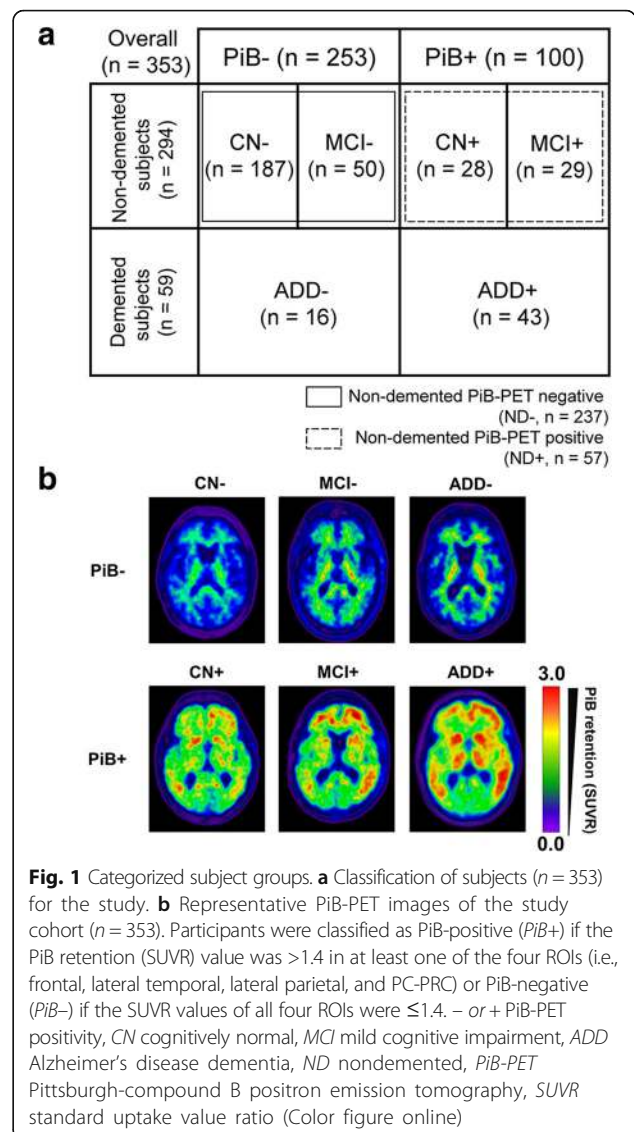 a
Overall
(n = 353)
PiB- (n = 253)
PiB+ (n = 100)
Non-demented
subjects
(n = 294)
CN-
(n = 187)
MCI-
(n = 50)
CN+
(n = 28)
MCI+
(n = 29)
Demented
subjects
(n = 59)
ADD-
(n = 16)
ADD+
(n = 43)
Non-demented PiB-PET negative
(ND-, n = 237)
Non-demented PiB-PET positive
(ND+, n = 57)
b
CN-
MCI-
ADD-
PiB-
CN+
MCI+
ADD+
PiB+
3.0
0.0
PiB retention (SUVR)
Fig. 1 Categorized subject groups. a Classification of subjects (n = 353)
for the study. b Representative PiB-PET images of the study
cohort (n = 353). Participants were classified as PiB-positive (PiB+) if the
PiB retention (SUVR) value was >1.4 in at least one of the four ROIs (i.e.,
frontal, lateral temporal, lateral parietal, and PC-PRC) or PiB-negative
(PiB–) if the SUVR values of all four ROIs were ≤1.4. – or + PiB-PET
positivity, CN cognitively normal, MCI mild cognitive impairment, ADD
Alzheimer's disease dementia, ND nondemented, PiB-PET
Pittsburgh-compound B positron emission tomography, SUVR
standard uptake value ratio (Color figure online)